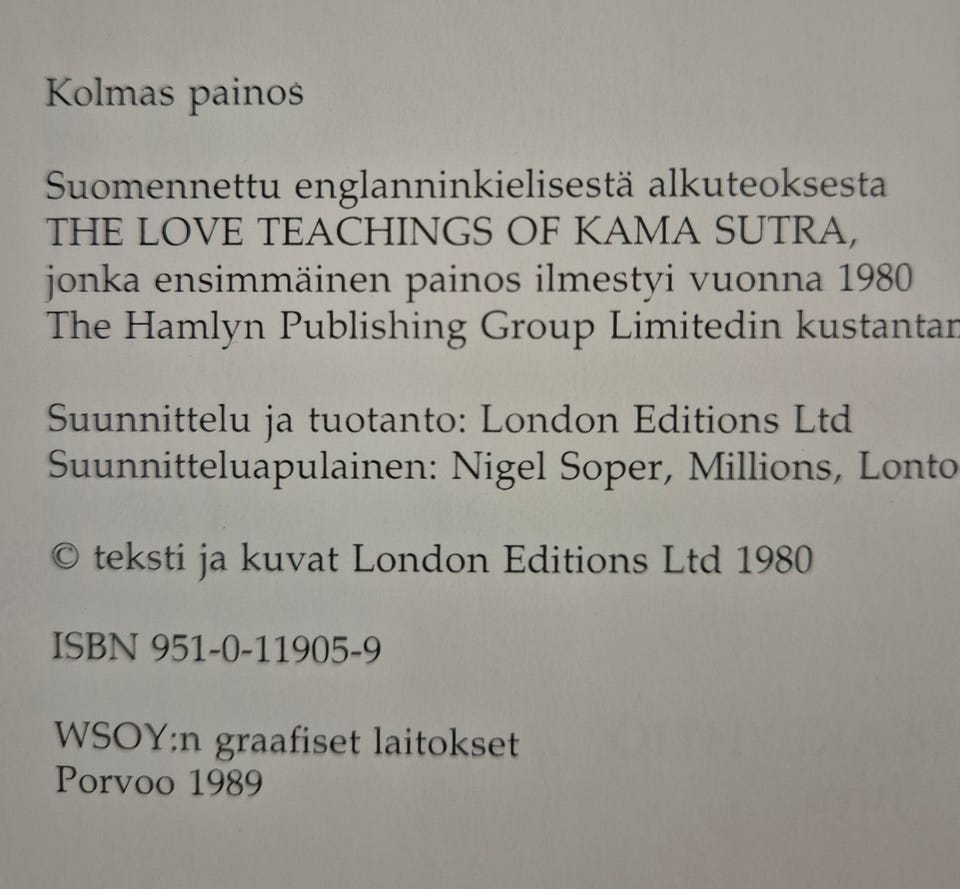 Kolmas painos
Suomennettu englanninkielisestä alkuteoksesta
THE LOVE TEACHINGS OF KAMA SUTRA,
jonka ensimmäinen painos ilmestyi vuonna 1980
The Hamlyn Publishing Group Limitedin
Suunnittelu ja tuotanto: London Editions Ltd
Suunnitteluapulainen: Nigel Soper, Millions,
© teksti ja kuvat London Editions Ltd 1980
ISBN 951-0-11905-9
WSOY:n graafiset laitokset
Porvoo 1989